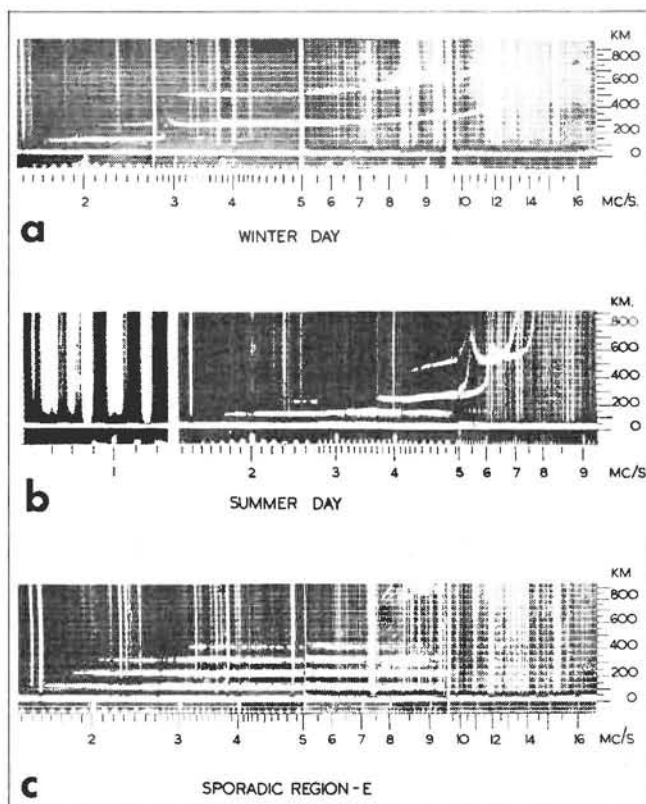 KM
800
600
400
200
0
2 3 4 5 6 7 8 9 10 12 14 16 MC/S.
a
WINTER DAY
KM.
800
600
400
200
0
1 2 3 4 5 6 7 8 9 MC/S
b
SUMMER DAY
KM
800
600
400
200
0
2 3 4 5 6 7 8 9 10 12 14 16 MC/S
c
SPORADIC REGION-E